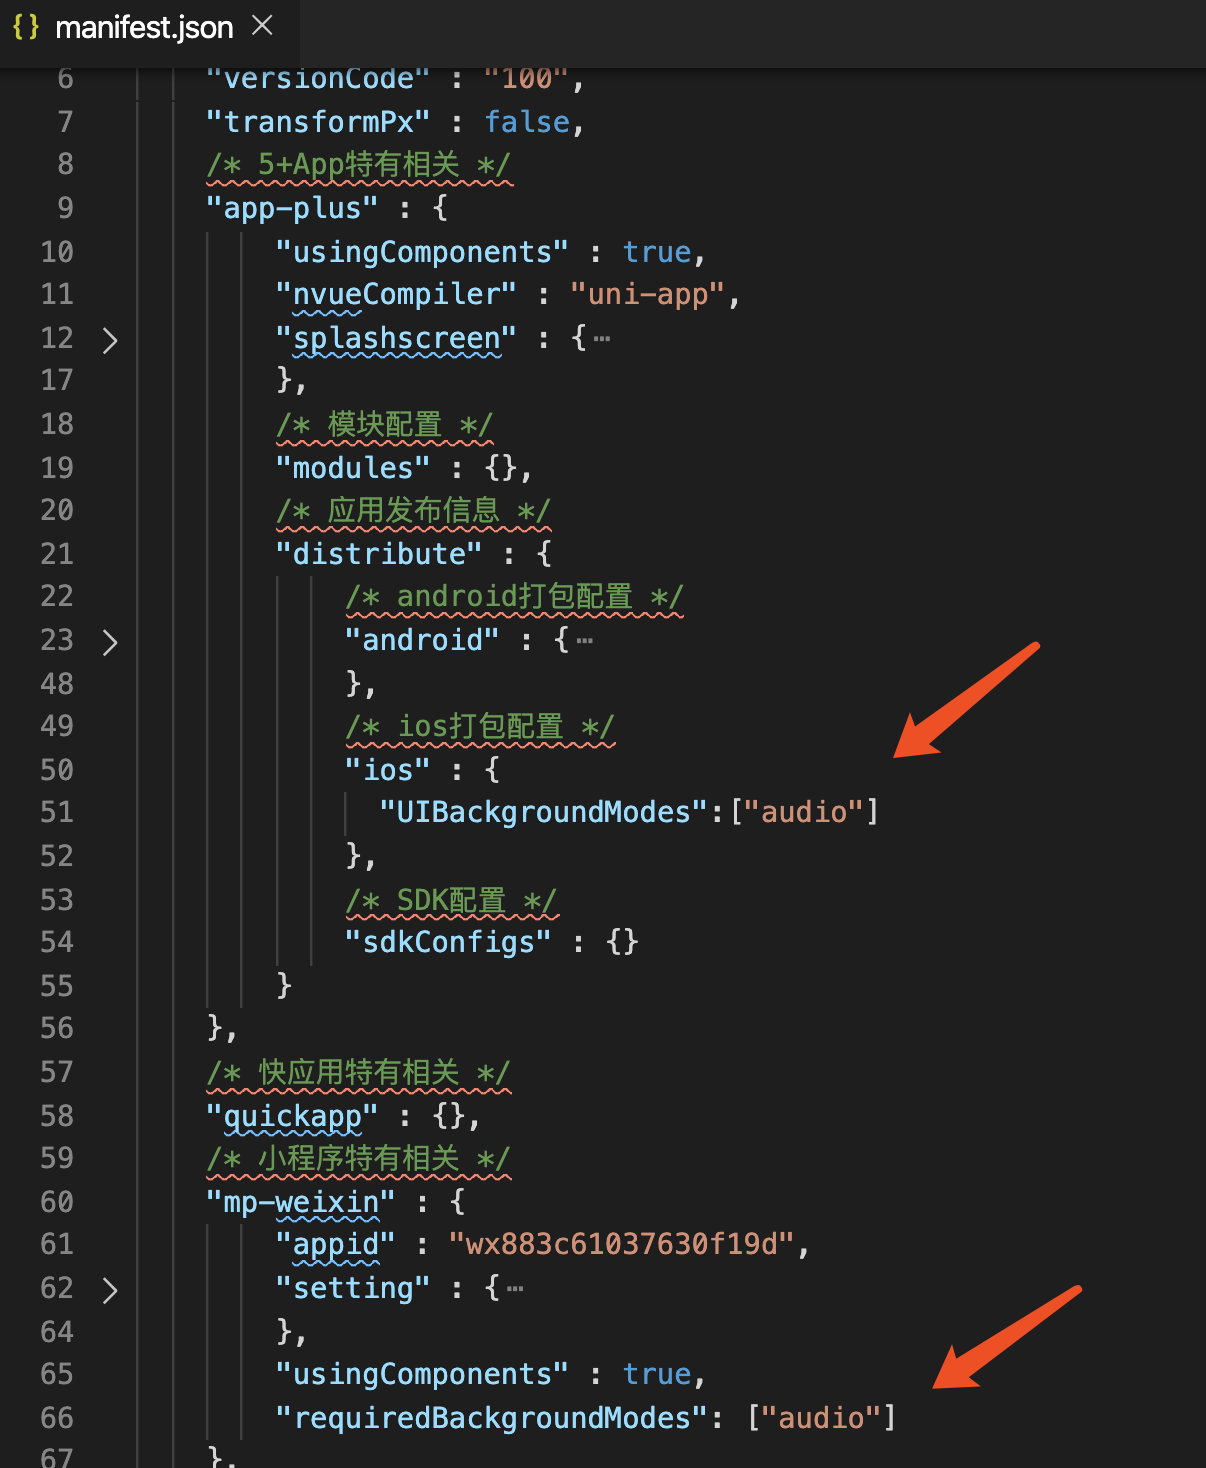 {} manifest.json ×
6 "versionCode" : "100",
7 "transformPx" : false,
8 /* 5+App特有相关 */
9 "app-plus" : {
10 "usingComponents" : true,
11 "nvueCompiler" : "uni-app",
12 "splashscreen" : {…
17 },
18 /* 模块配置 */
19 "modules" : {},
20 /* 应用发布信息 */
21 "distribute" : {
22 /* android打包配置 */
23 "android" : {…
48 },
49 /* ios打包配置 */
50 "ios" : {
51 "UIBackgroundModes":["audio"]
52 },
53 /* SDK配置 */
54 "sdkConfigs" : {}
55 }
56 },
57 /* 快应用特有相关 */
58 "quickapp" : {},
59 /* 小程序特有相关 */
60 "mp-weixin" : {
61 "appid" : "wx883c61037630f19d",
62 "setting" : {…
64 },
65 "usingComponents" : true,
66 "requiredBackgroundModes": ["audio"]
67 },